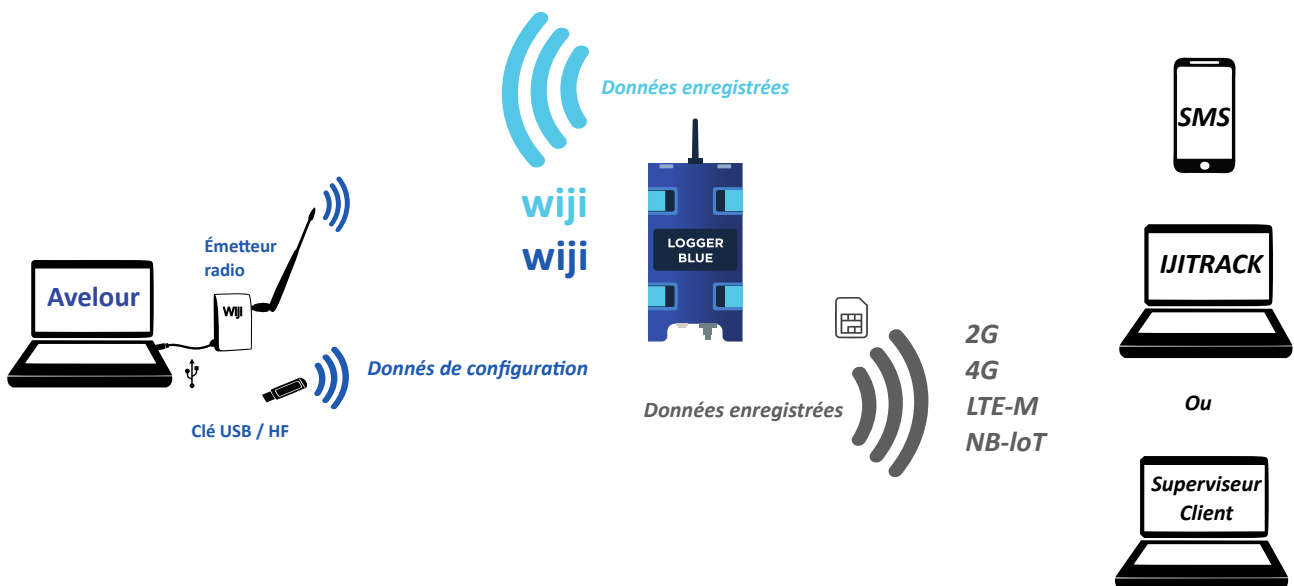 Données enregistrées
SMS
wiji
wiji
LOGGER
BLUE
Émetteur
radio
Avelour
wiji
IJITRACK
Donnés de configuration
Clé USB / HF
Données enregistrées
2G
4G
LTE-M
NB-IoT
Ou
Superviseur
Client